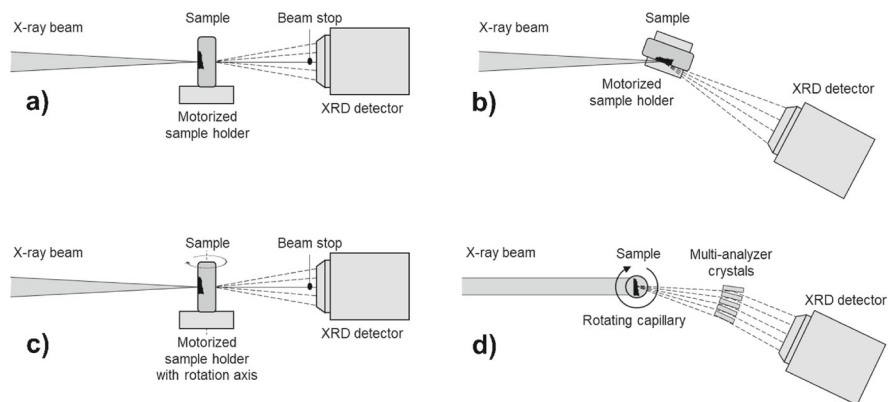 X-ray beam
Sample
Beam stop
Motorized
sample holder
XRD detector
a)
X-ray beam
Sample
Motorized
sample holder
XRD detector
b)
X-ray beam
Sample
Beam stop
Motorized
sample holder
with rotation axis
XRD detector
c)
X-ray beam
Sample
Multi-analyzer
crystals
Rotating capillary
XRD detector
d)